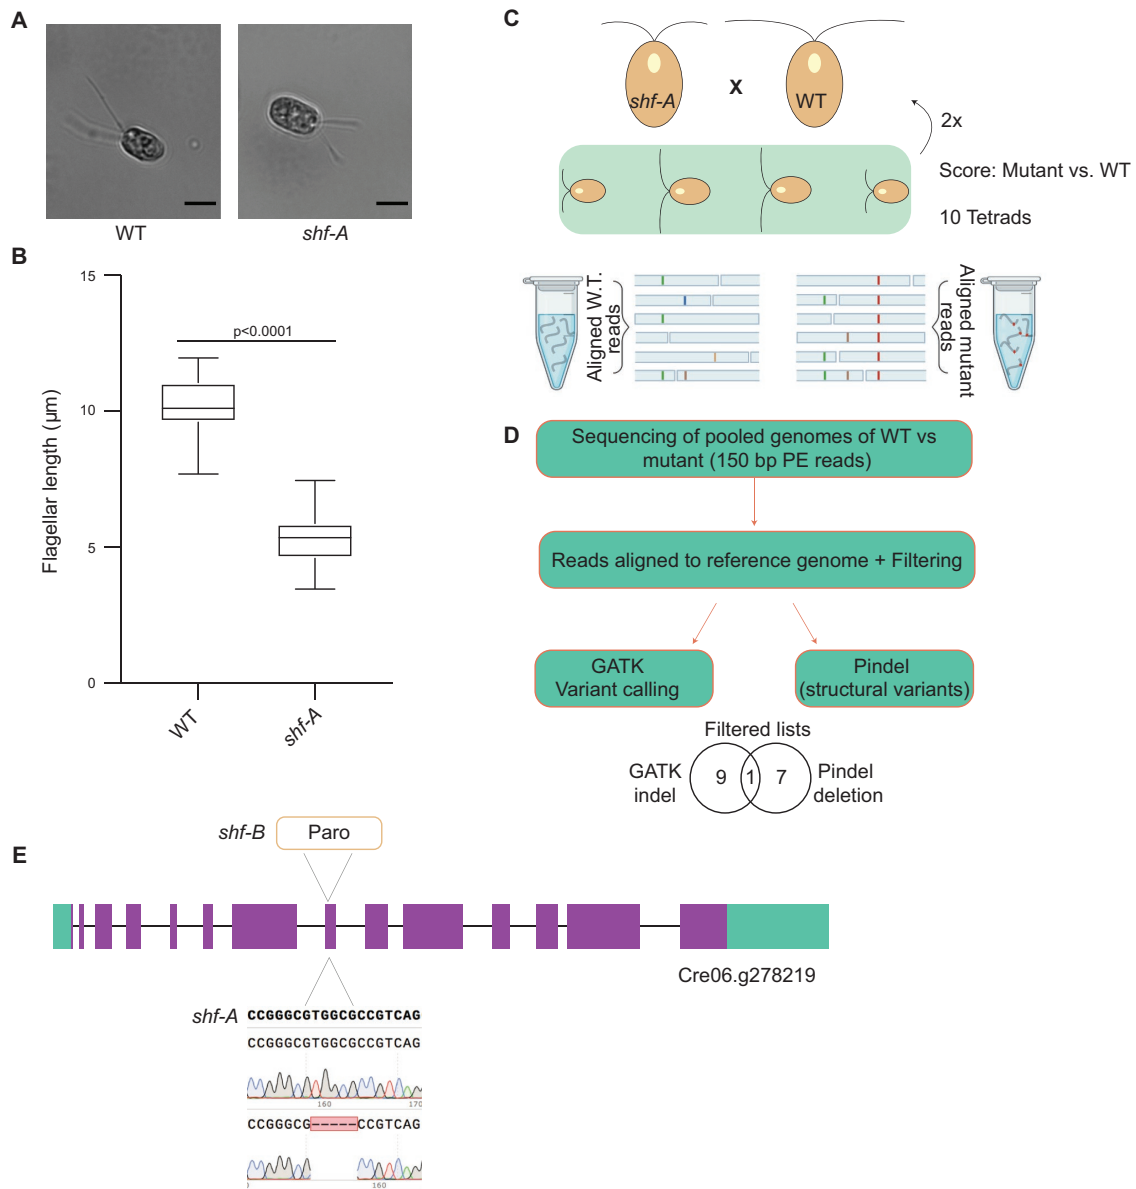 A
WT
shf-A
B
15
10
5
0
Flagellar length (µm)
p<0.0001
WT
shf-A
C
shf-A
X
WT
2x
Score: Mutant vs. WT
10 Tetrads
Aligned W.T.
reads
Aligned mutant
reads
D
Sequencing of pooled genomes of WT vs
mutant (150 bp PE reads)
Reads aligned to reference genome + Filtering
GATK
Variant calling
Pindel
(structural variants)
Filtered lists
GATK
indel
9
1
7
Pindel
deletion
E
shf-B
Paro
Cre06.g278219
shf-A
CCGGGCGTGGCGCCGTCAG
CCGGGCGTGGCGCCGTCAG
160
170
CCGGGCG-----CCGTCAG
160